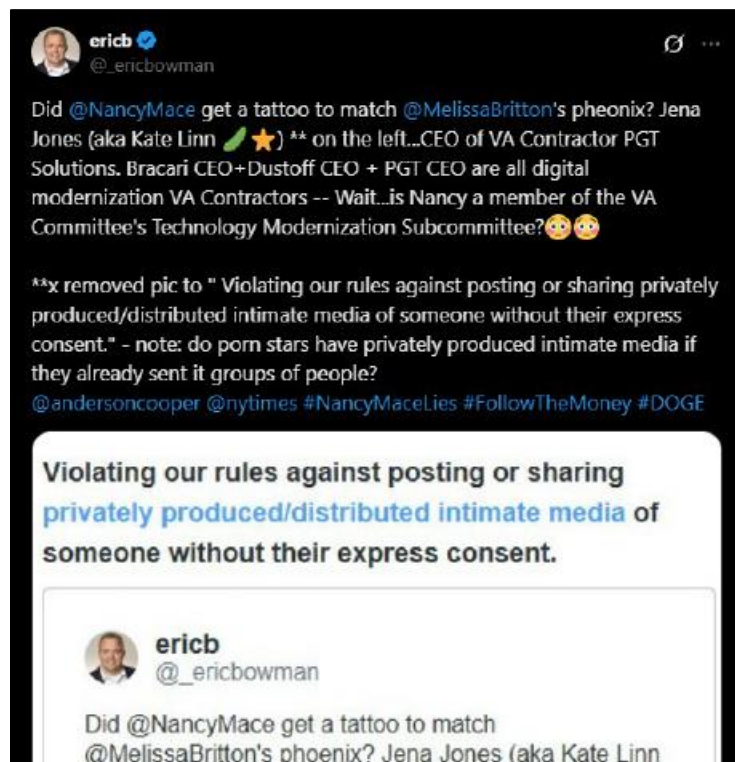 ericb
@_ericbowman
Did @NancyMace get a tattoo to match @MelissaBritton's pheonix? Jena
Jones (aka Kate Linn 🥒⭐) ** on the left...CEO of VA Contractor PGT
Solutions. Bracari CEO+Dustoff CEO + PGT CEO are all digital
modernization VA Contractors -- Wait...is Nancy a member of the VA
Committee's Technology Modernization Subcommittee?😳😳
**x removed pic to " Violating our rules against posting or sharing privately
produced/distributed intimate media of someone without their express
consent." - note: do porn stars have privately produced intimate media if
they already sent it groups of people?
@andersoncooper @nytimes #NancyMaceLies #FollowTheMoney #DOGE
Violating our rules against posting or sharing
privately produced/distributed intimate media of
someone without their express consent.
ericb
@_ericbowman
Did @NancyMace get a tattoo to match
@MelissaBritton's phoenix? Jena Jones (aka Kate Linn